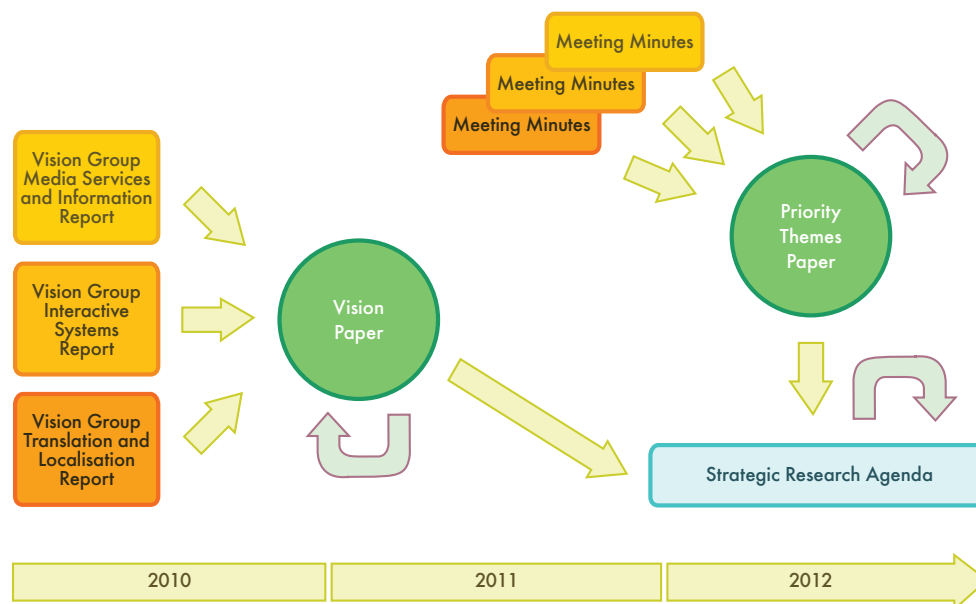 Meeting Minutes
Meeting Minutes
Meeting Minutes
Vision Group
Media Services
and Information
Report
Vision Group
Interactive
Systems
Report
Vision Group
Translation and
Localisation
Report
Vision
Paper
Priority
Themes
Paper
Strategic Research Agenda
2010
2011
2012